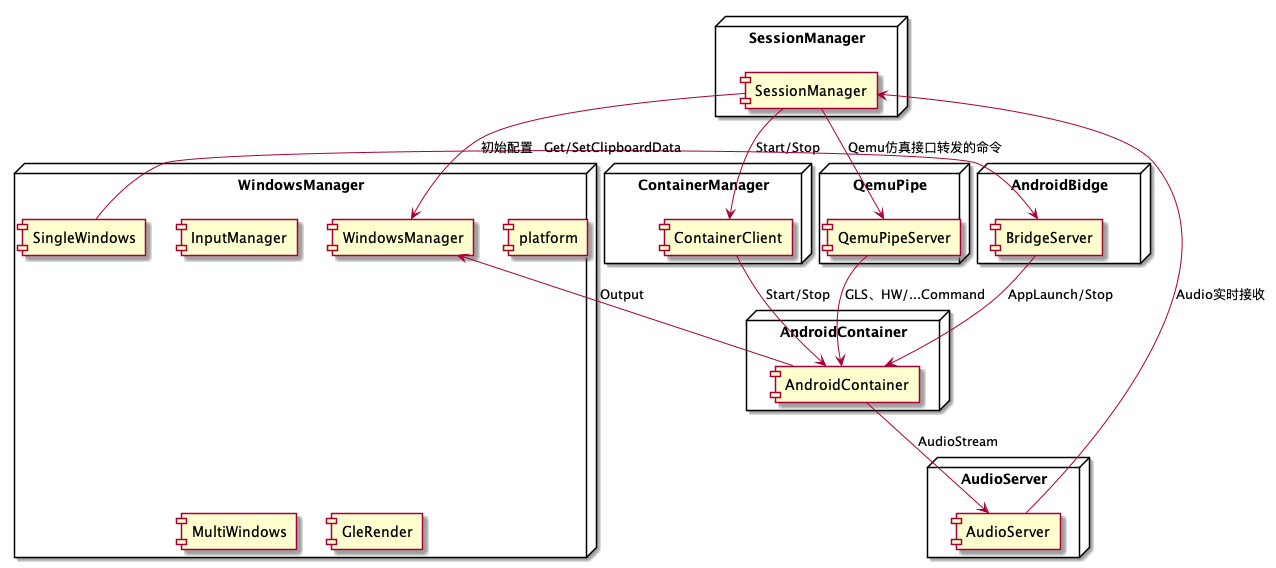 SessionManager
SessionManager
初始配置
Get/SetClipboardData
Start/Stop
Qemu仿真接口转发的命令
WindowsManager
ContainerManager
QemuPipe
AndroidBidge
SingleWindows
InputManager
WindowsManager
platform
ContainerClient
QemuPipeServer
BridgeServer
Output
Start/Stop
GLS、HW/...Command
AppLaunch/Stop
Audio实时接收
AndroidContainer
AndroidContainer
AudioStream
AudioServer
MultiWindows
GleRender
AudioServer